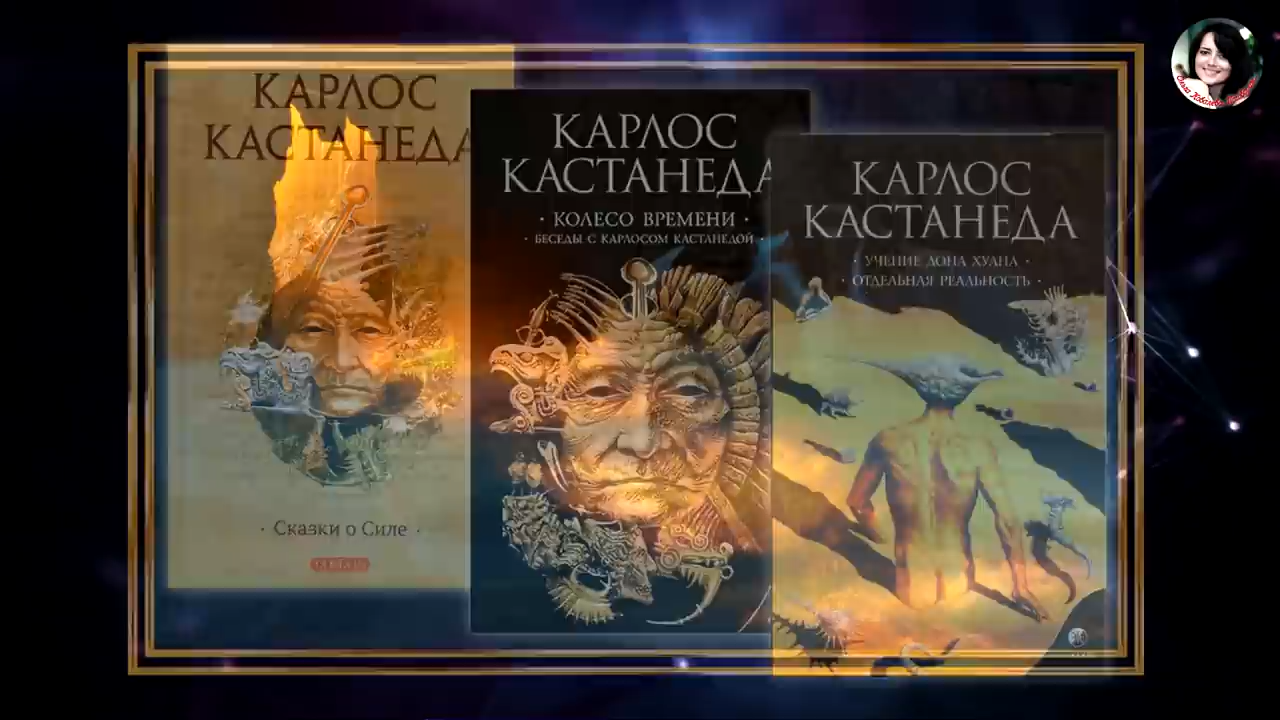 КАРЛОС
КАСТАНЕДА
· Сказки о Силе ·
КАРЛОС
КАСТАНЕДА
· КОЛЕСО ВРЕМЕНИ ·
· БЕСЕДЫ С КАРЛОСОМ КАСТАНЕДОЙ ·
КАРЛОС
КАСТАНЕДА
· УЧЕНИЕ ДОНА ХУАНА ·
· ОТДЕЛЬНАЯ РЕАЛЬНОСТЬ ·